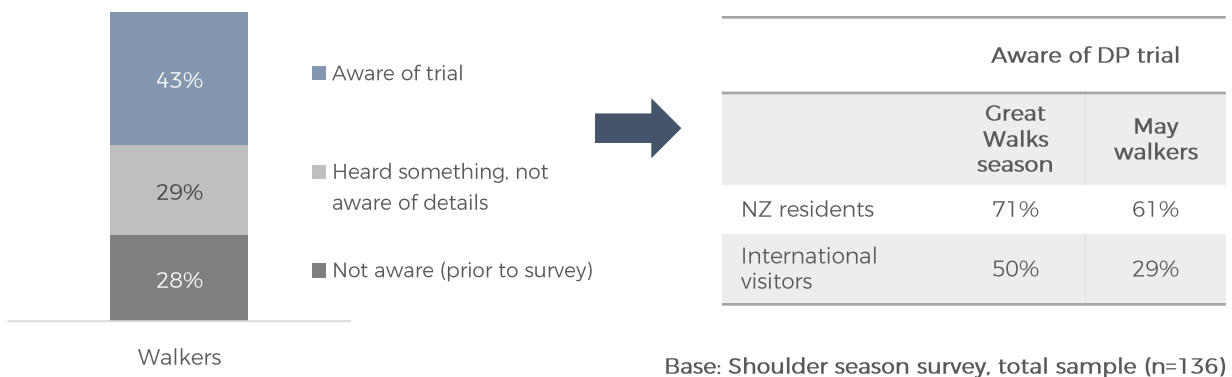 43%
29%
28%
Walkers
Aware of trial
Heard something, not
aware of details
Not aware (prior to survey)
Aware of DP trial
Great
Walks
season
May
walkers
NZ residents 71% 61%
International
visitors
50% 29%
Base: Shoulder season survey, total sample (n=136)